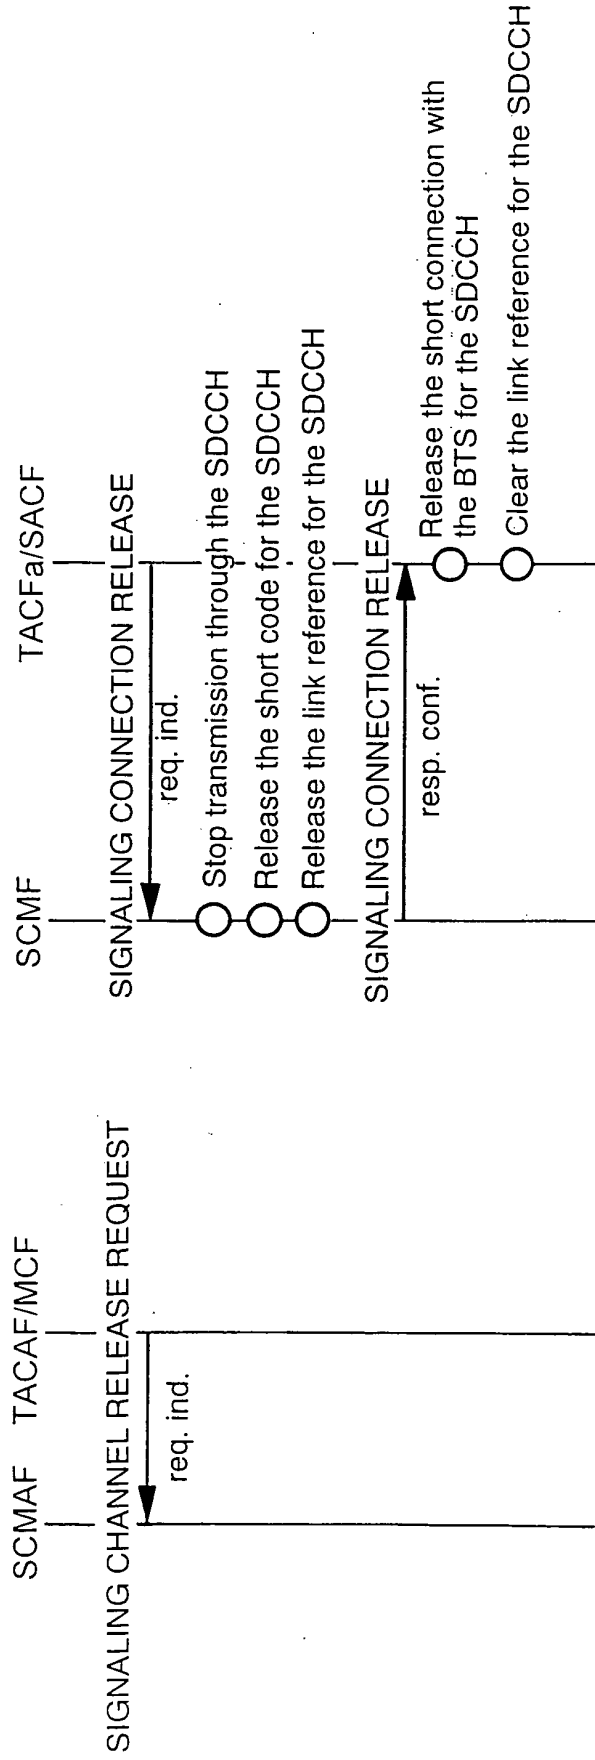 SCMAF TACAF/MCF
SIGNALING CHANNEL RELEASE REQUEST
req. ind.
SCMF TACFa/SACF
SIGNALING CONNECTION RELEASE
req. ind.
Stop transmission through the SDCCH
Release the short code for the SDCCH
Release the link reference for the SDCCH
SIGNALING CONNECTION RELEASE
resp. conf.
Release the short connection with
the BTS for the SDCCH
Clear the link reference for the SDCCH